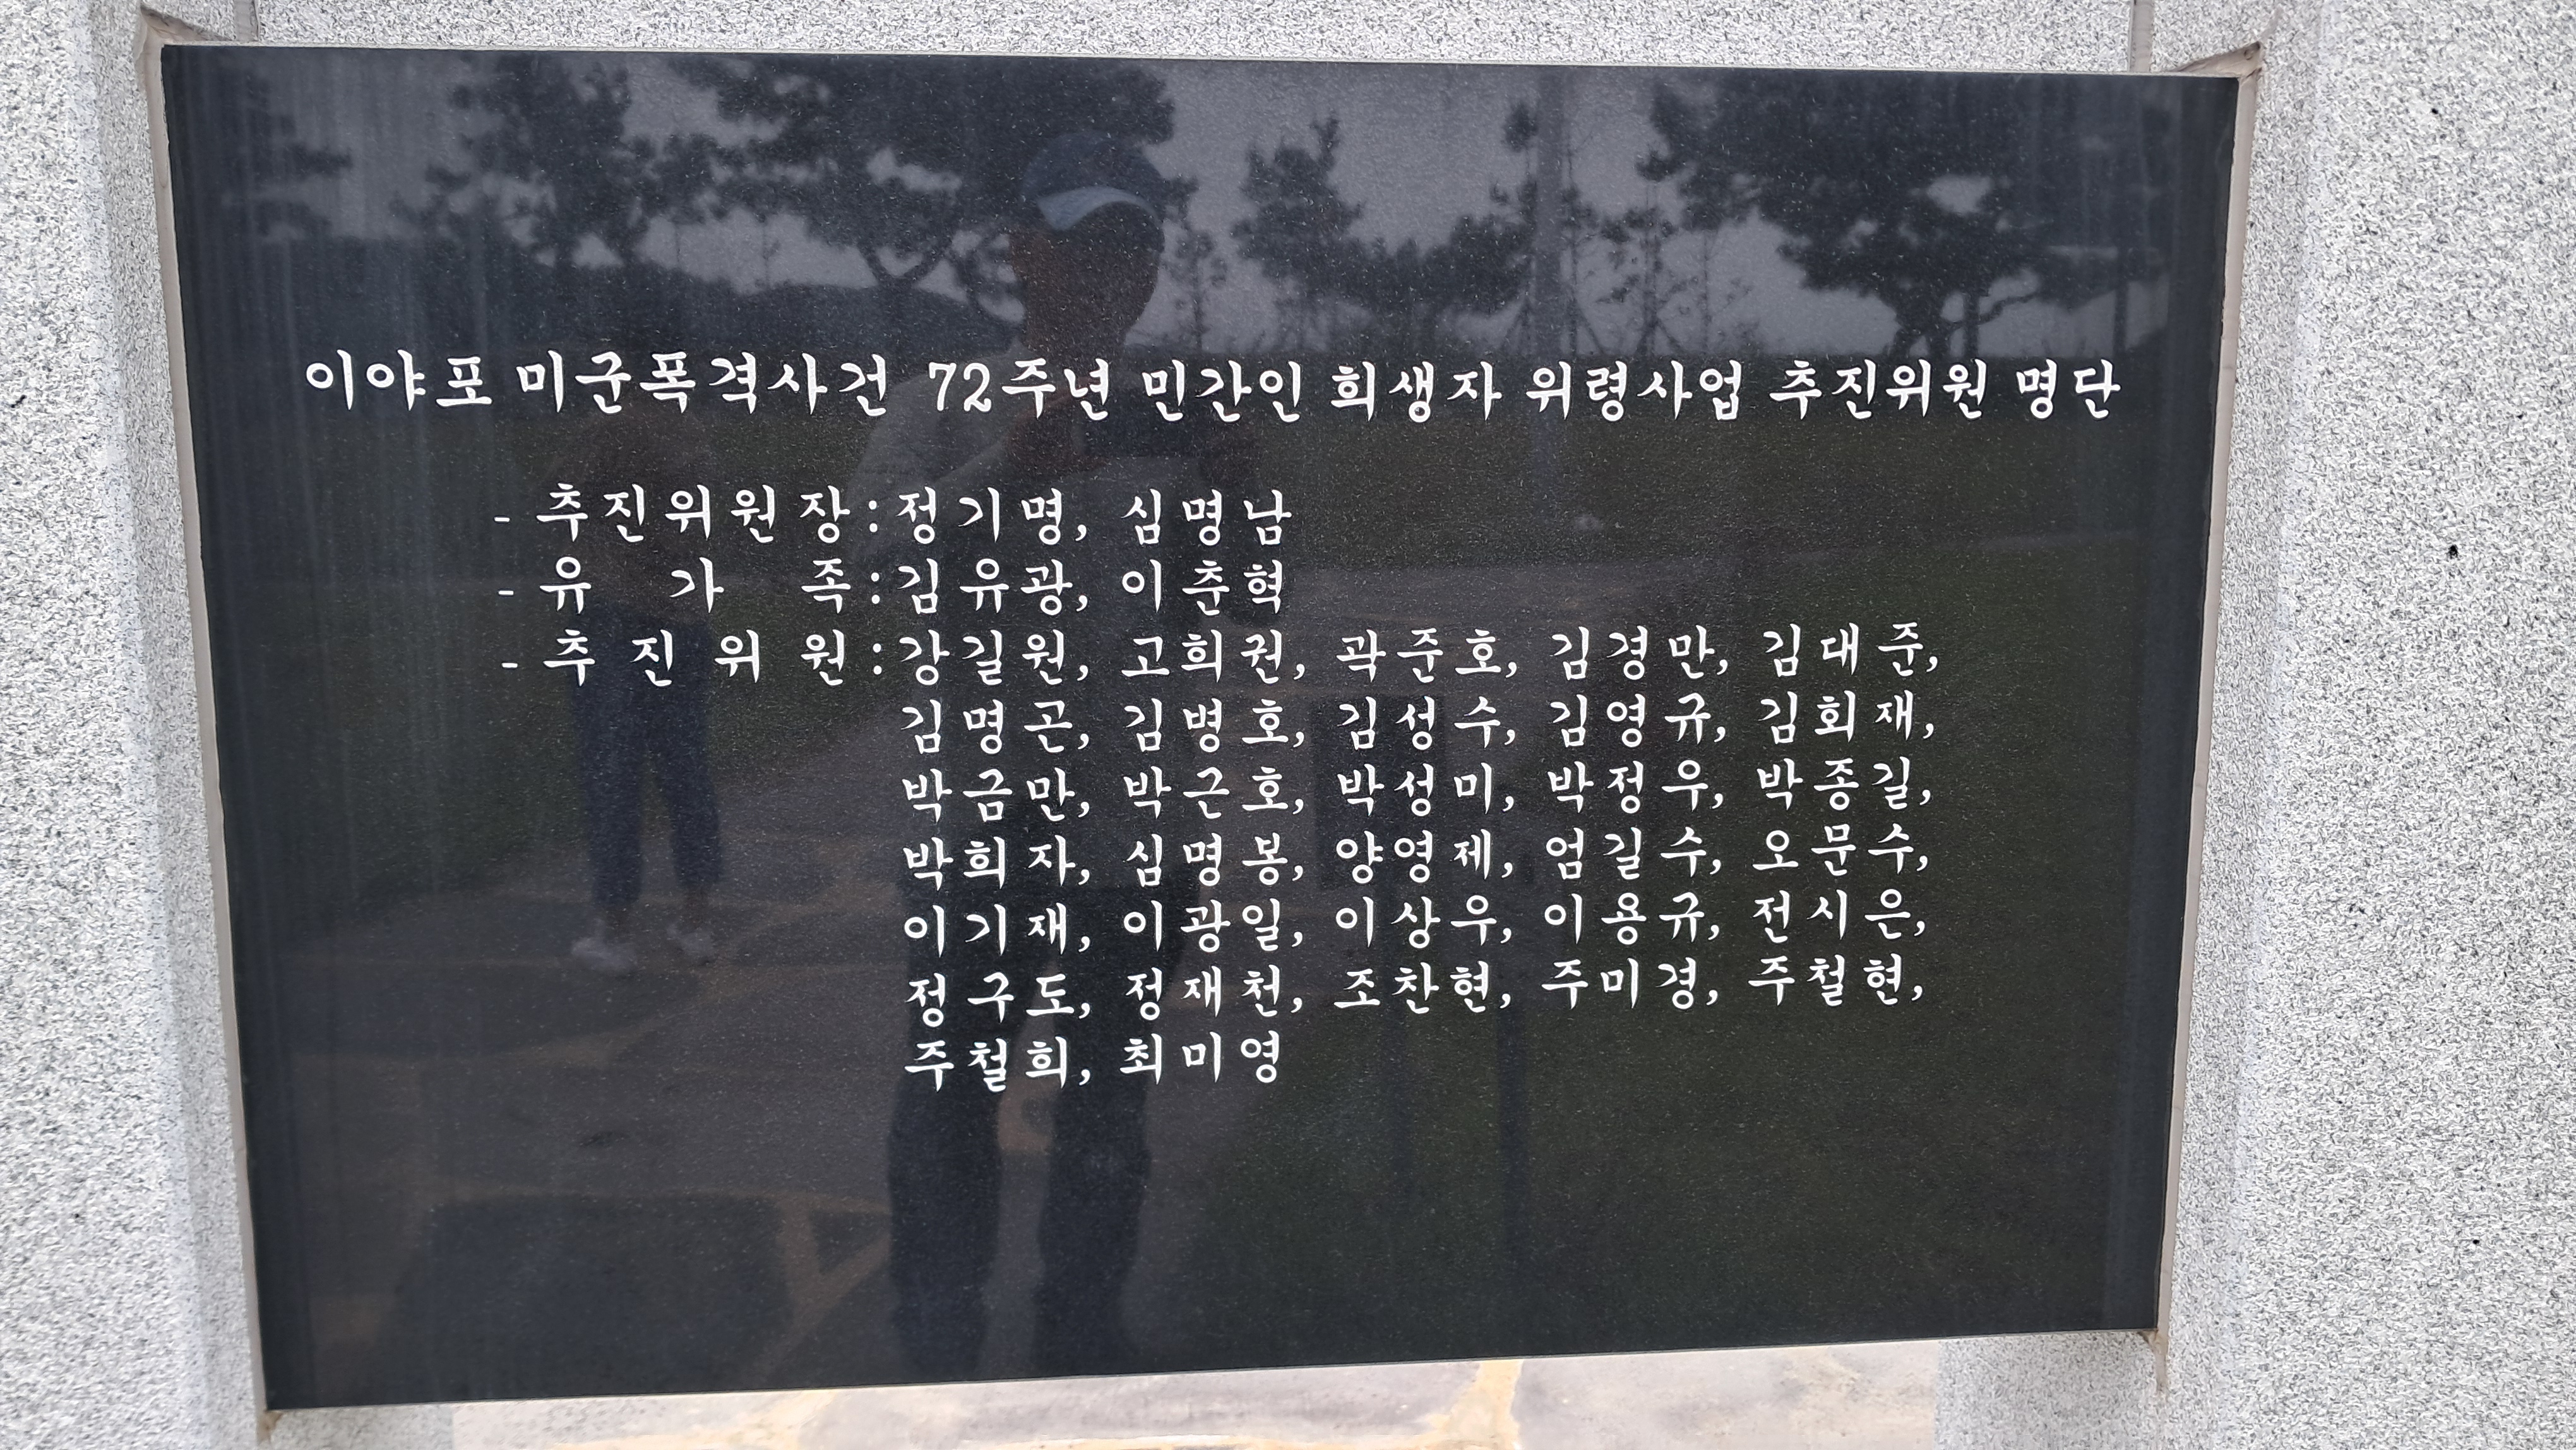 이야포 미군폭격사건 72주년 민간인 희생자 위령사업 추진위원 명단
- 추진위원장 : 정기명, 심명남
- 유가족 : 김유광, 이춘혁
- 추진위원 : 강길원, 고희권, 곽준호, 김경만, 김대준,
김명곤, 김병호, 김성수, 김영규, 김회재,
박금만, 박근호, 박성미, 박정우, 박종길,
박희자, 심명봉, 양영제, 엄길수, 오문수,
이기재, 이광일, 이상우, 이용규, 전시은,
정구도, 정재천, 조찬현, 주미경, 주철현,
주철희, 최미영